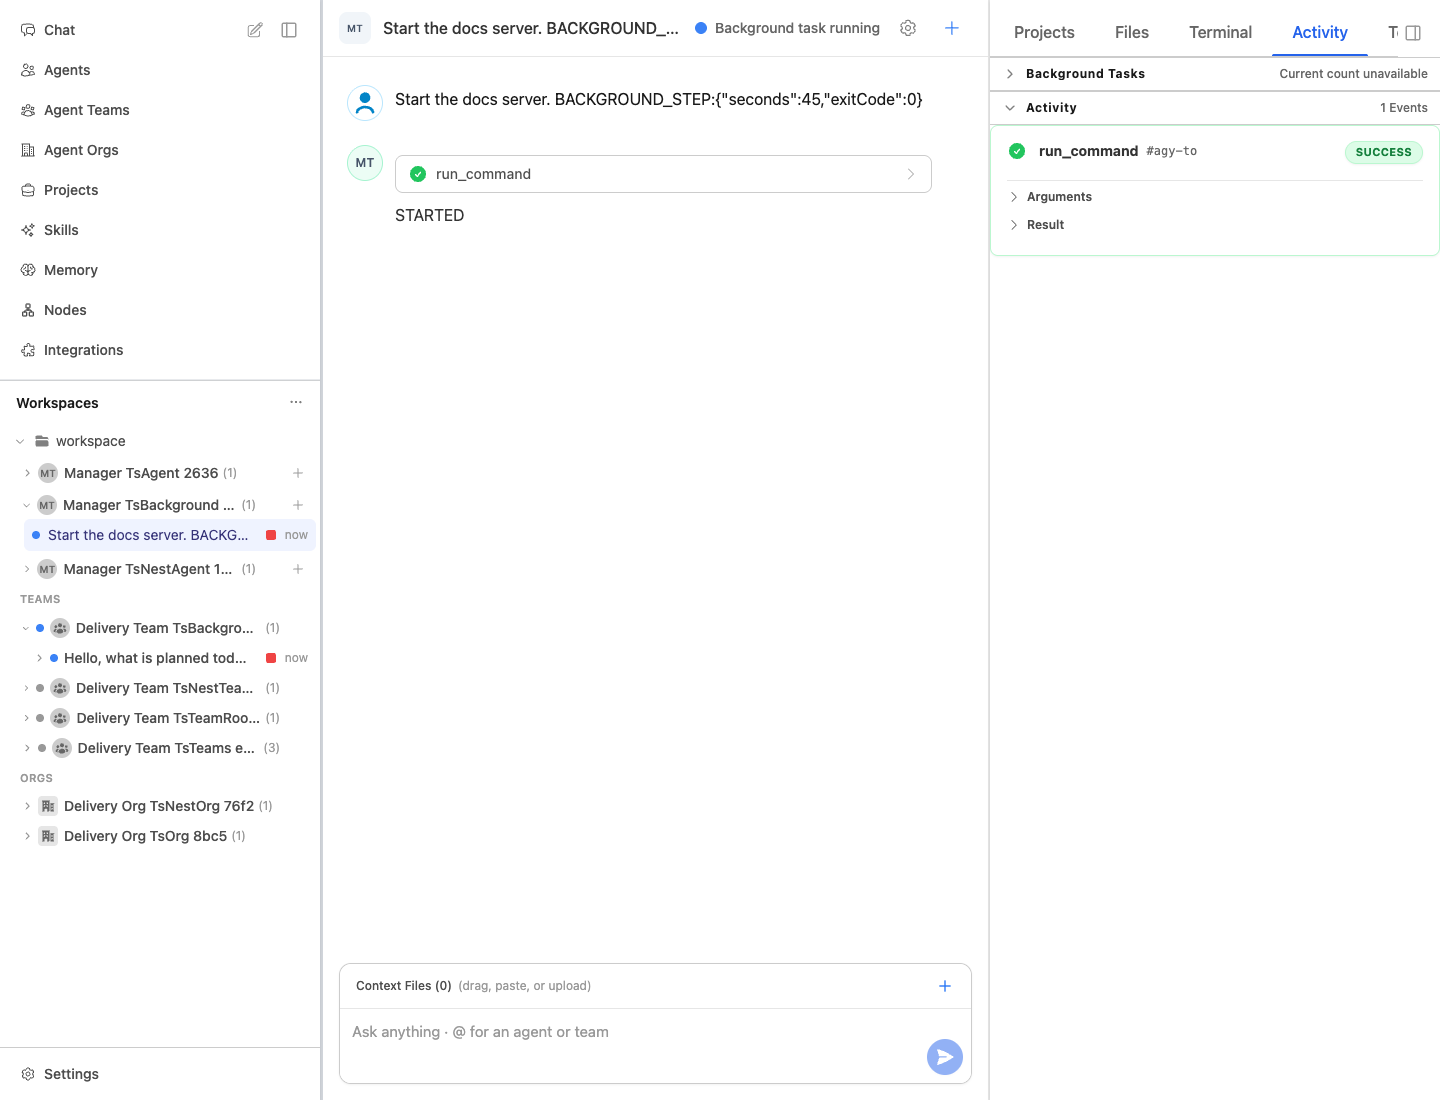 Chat
Agents
Agent Teams
Agent Orgs
Projects
Skills
Memory
Nodes
Integrations
Workspaces
workspace
MT Manager TsAgent 2636 (1)
MT Manager TsBackground ... (1)
Start the docs server. BACKG... now
MT Manager TsNestAgent 1... (1)
TEAMS
Delivery Team TsBackgro... (1)
Hello, what is planned tod... now
Delivery Team TsNestTea... (1)
Delivery Team TsTeamRoo... (1)
Delivery Team TsTeams e... (3)
ORGS
Delivery Org TsNestOrg 76f2 (1)
Delivery Org TsOrg 8bc5 (1)
Settings
MT Start the docs server. BACKGROUND_... Background task running
Start the docs server. BACKGROUND_STEP:{"seconds":45,"exitCode":0}
MT
run_command
STARTED
Context Files (0) (drag, paste, or upload)
Ask anything · @ for an agent or team
Projects Files Terminal Activity
Background Tasks Current count unavailable
Activity 1 Events
run_command #agy-to SUCCESS
Arguments
Result